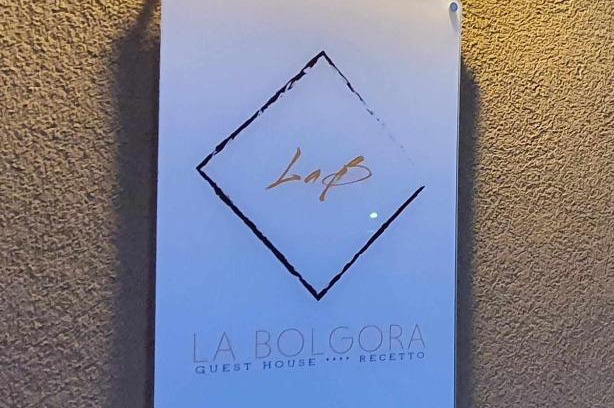 LaB
LA BOLGORA
GUEST HOUSE •••• RECETTO